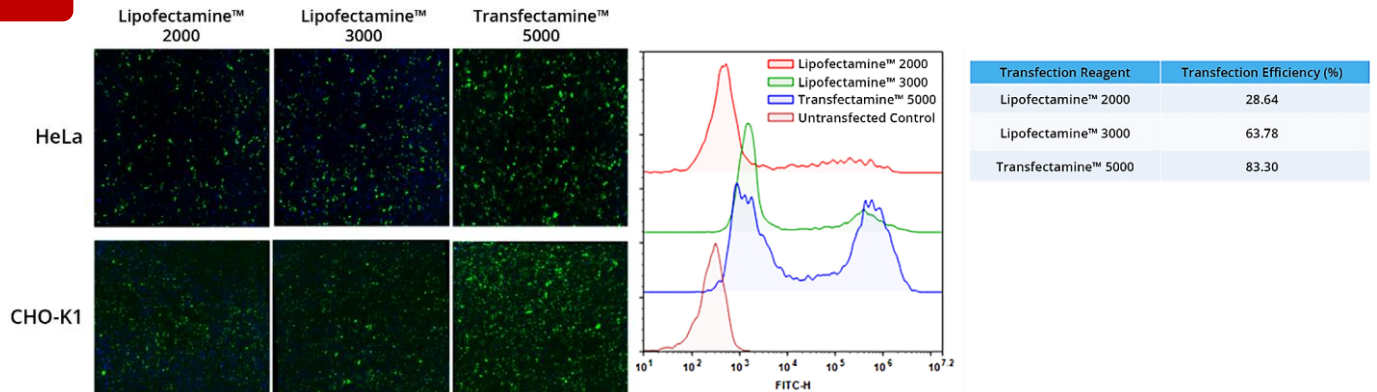 Lipofectamine™ 2000
Lipofectamine™ 3000
Transfectamine™ 5000
HeLa
CHO-K1
Lipofectamine™ 2000
Lipofectamine™ 3000
Transfectamine™ 5000
Untransfected Control
10¹ 10² 10³ 10⁴ 10⁵ 10⁶ 10⁷·²
FITC-H
Transfection Reagent Transfection Efficiency (%)
Lipofectamine™ 2000 28.64
Lipofectamine™ 3000 63.78
Transfectamine™ 5000 83.30